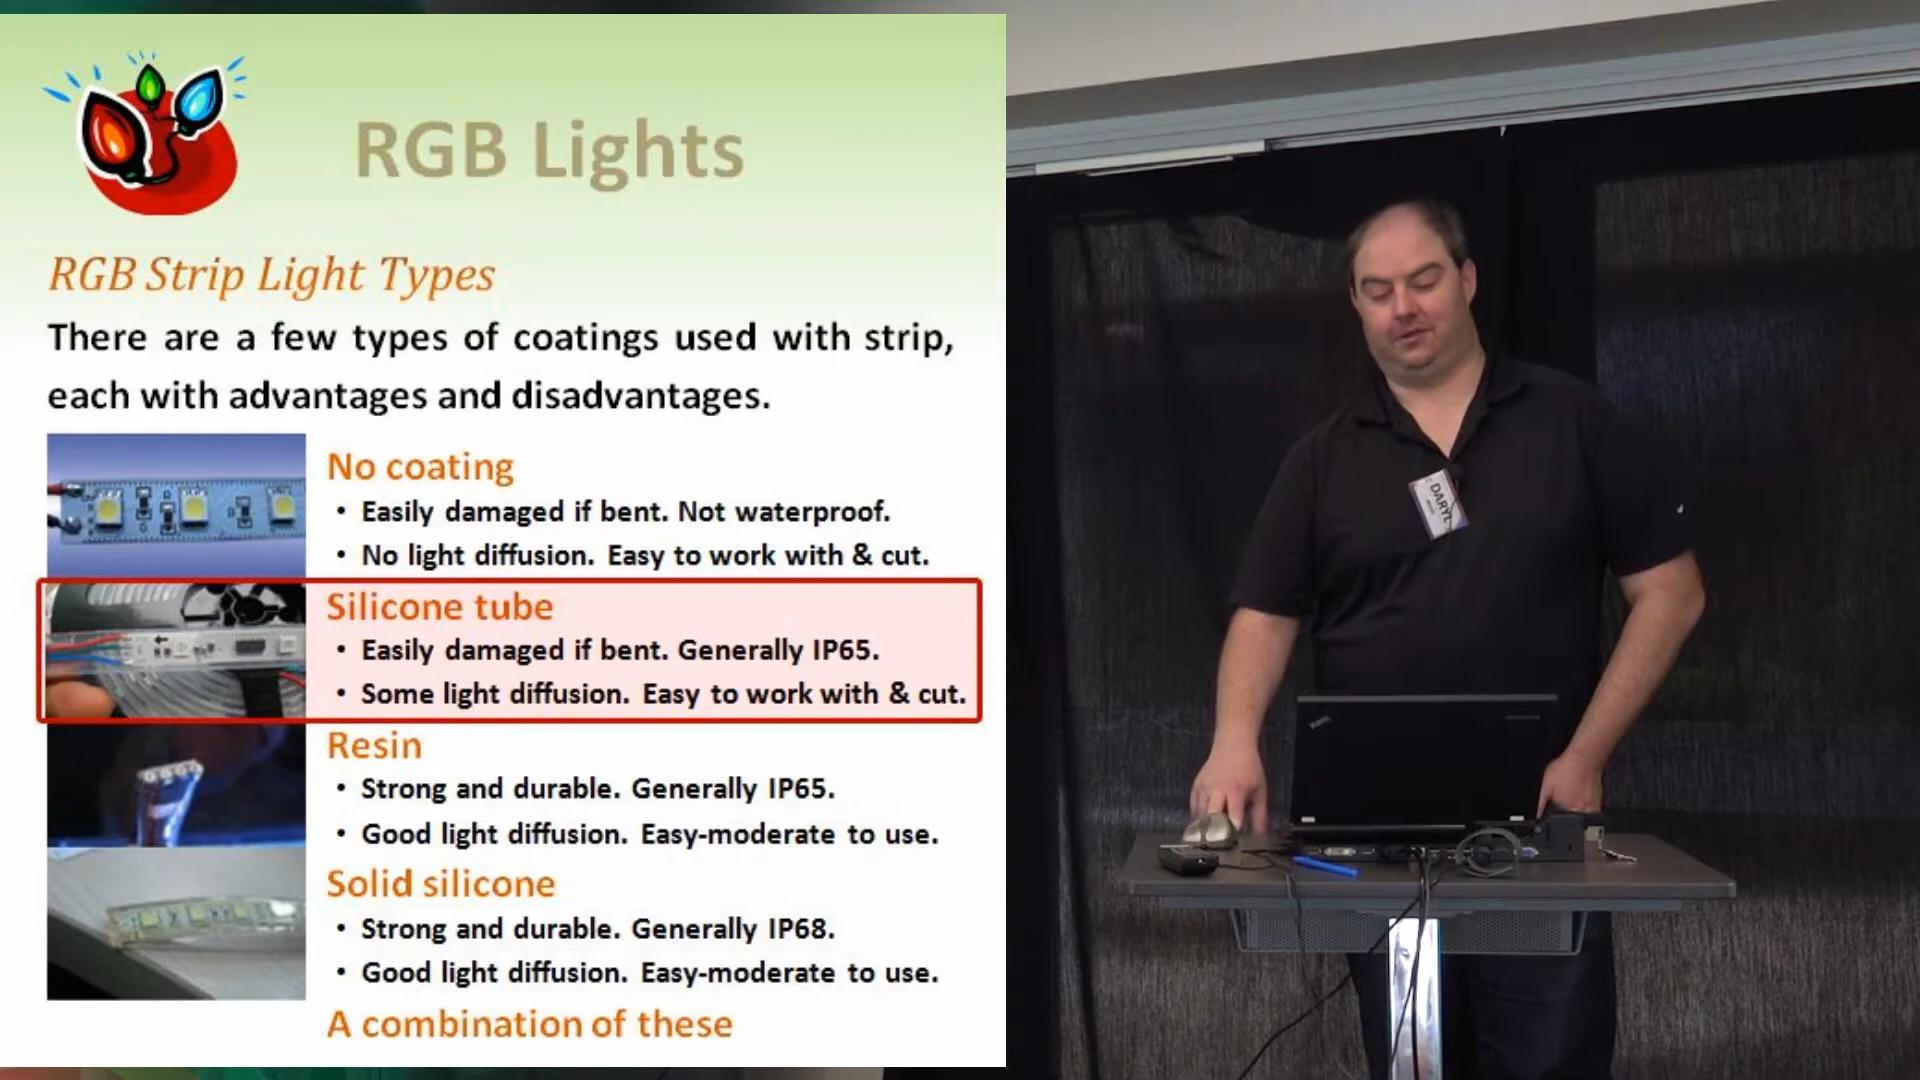 RGB Lights
RGB Strip Light Types
There are a few types of coatings used with strip,
each with advantages and disadvantages.
No coating
• Easily damaged if bent. Not waterproof.
• No light diffusion. Easy to work with & cut.
Silicone tube
• Easily damaged if bent. Generally IP65.
• Some light diffusion. Easy to work with & cut.
Resin
• Strong and durable. Generally IP65.
• Good light diffusion. Easy-moderate to use.
Solid silicone
• Strong and durable. Generally IP68.
• Good light diffusion. Easy-moderate to use.
A combination of these
DARYL